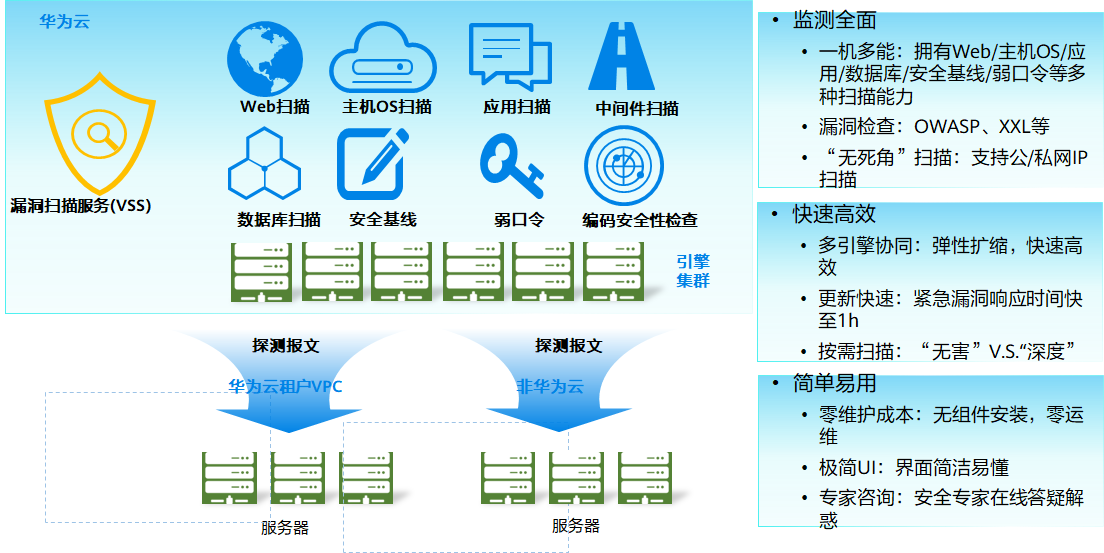 华为云
Web扫描
主机OS扫描
应用扫描
中间件扫描
漏洞扫描服务(VSS)
数据库扫描
安全基线
弱口令
编码安全性检查
引擎
集群
探测报文
探测报文
华为云租户VPC
非华为云
服务器
服务器
• 监测全面
• 一机多能：拥有Web/主机OS/应
用/数据库/安全基线/弱口令等多
种扫描能力
• 漏洞检查：OWASP、XXL等
• “无死角”扫描：支持公/私网IP
扫描
• 快速高效
• 多引擎协同：弹性扩缩，快速高
效
• 更新快速：紧急漏洞响应时间快
至1h
• 按需扫描：“无害”V.S.“深度”
• 简单易用
• 零维护成本：无组件安装，零运
维
• 极简UI：界面简洁易懂
• 专家咨询：安全专家在线答疑解
惑